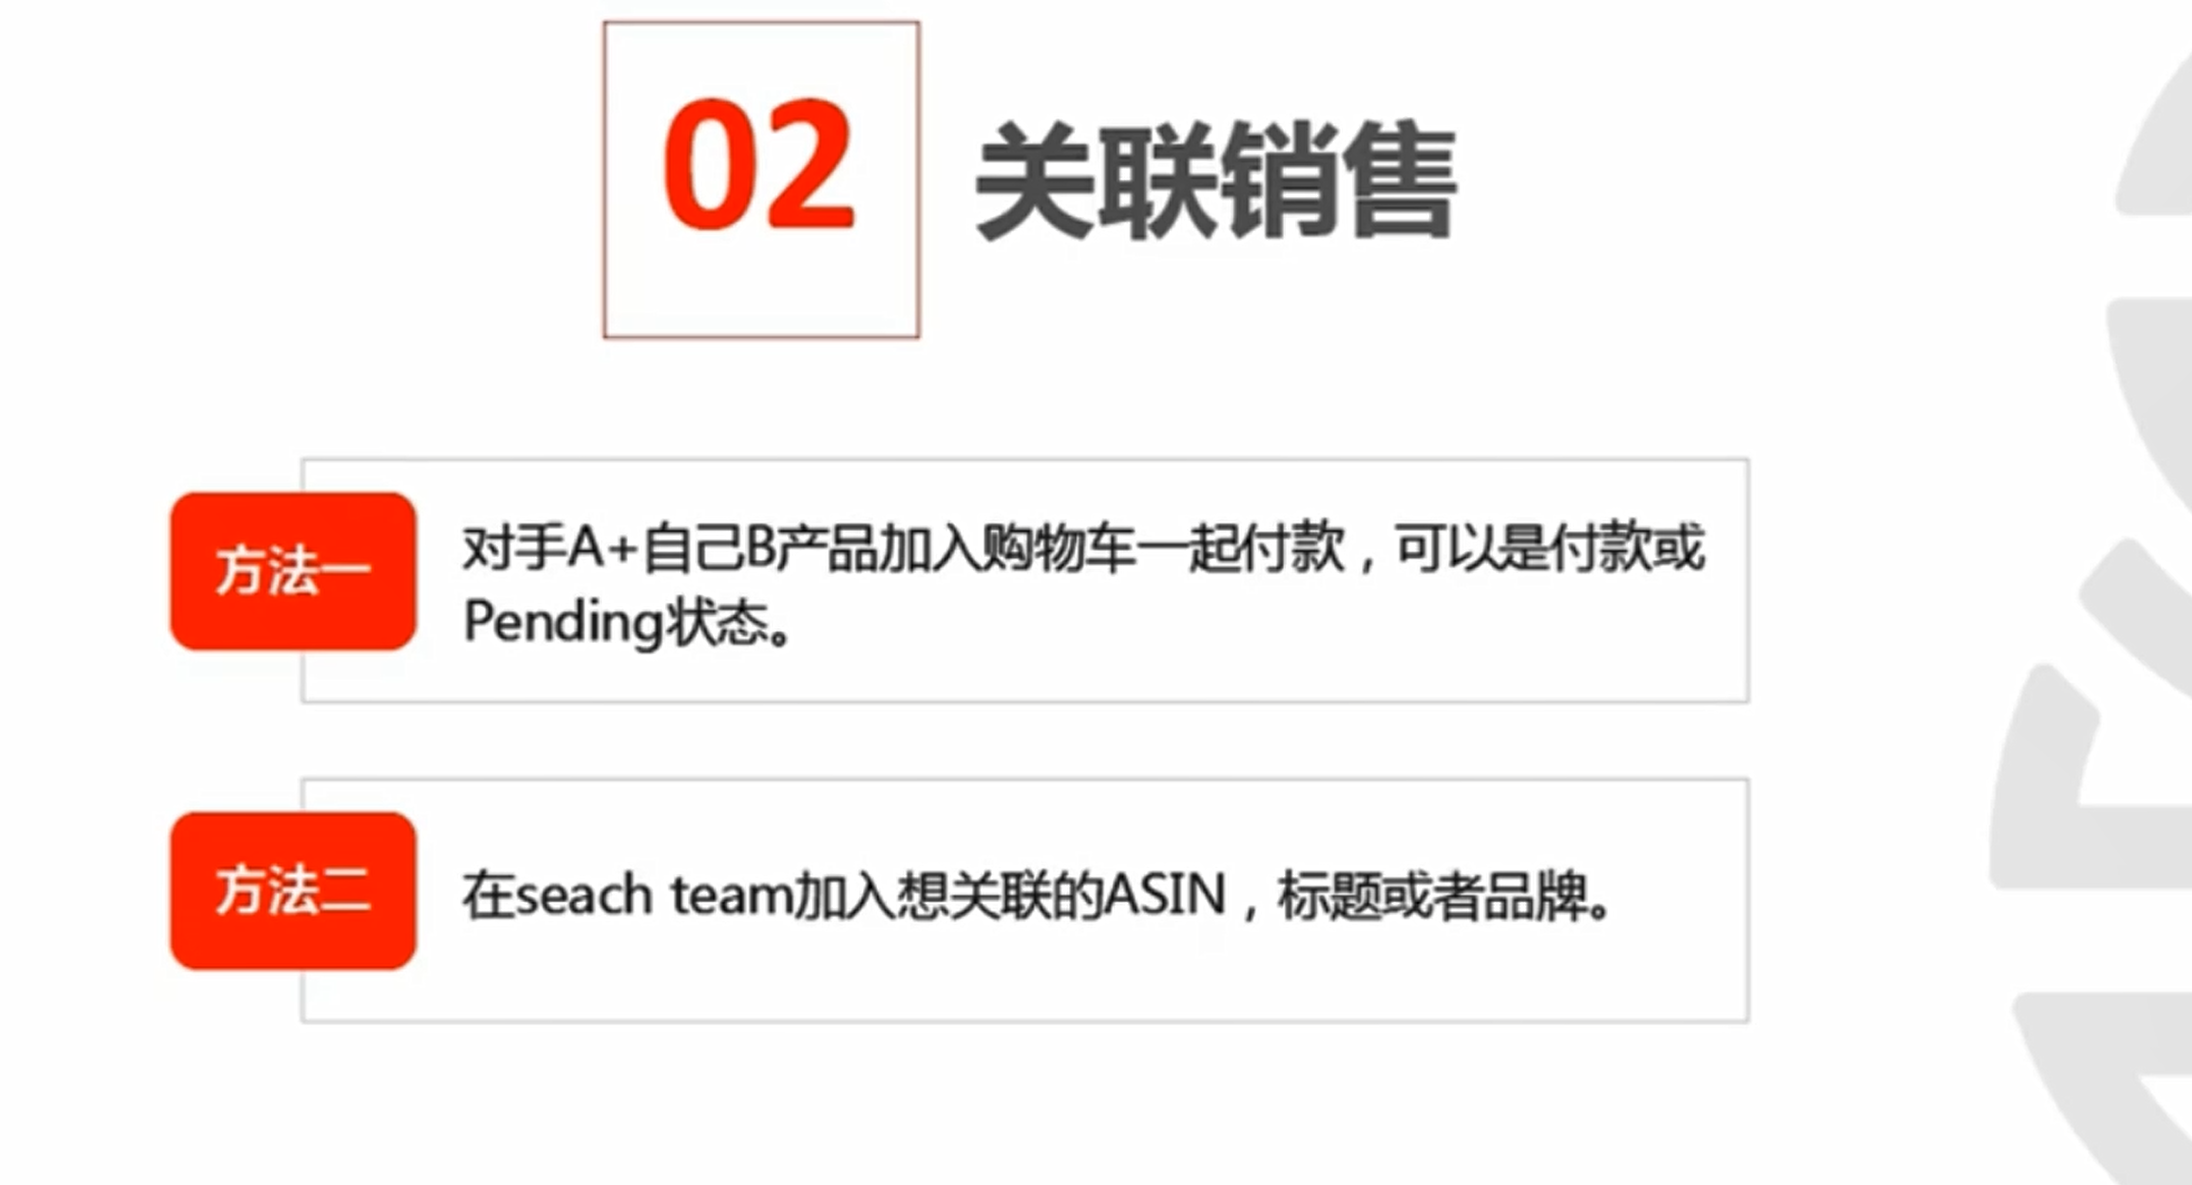 02 关联销售
方法一
对手A+自己B产品加入购物车一起付款，可以是付款或
Pending状态。
方法二
在seach team加入想关联的ASIN，标题或者品牌。